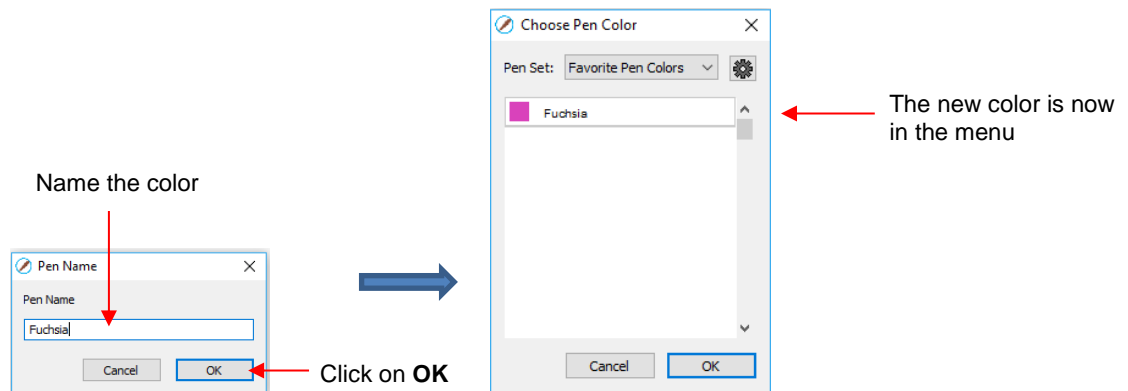 Choose Pen Color
Pen Set: Favorite Pen Colors
Fuchsia
The new color is now
in the menu
Name the color
Pen Name
Pen Name
Fuchsia
Cancel OK
Click on OK
Cancel OK